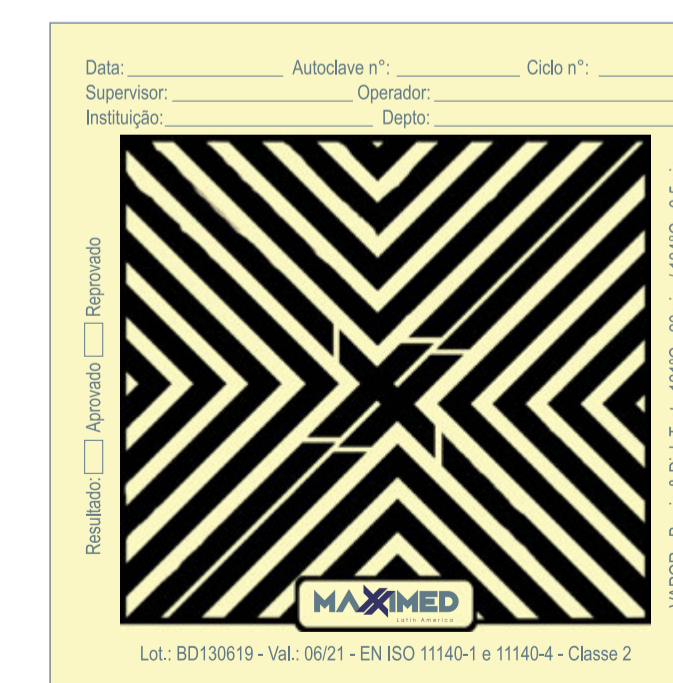 Data: Autoclave n°: Ciclo n°:
Supervisor: Operador:
Instituição: Depto:
Resultado: Aprovado Reprovado
MAXXIMED
Latin America
Lot.: BD130619 - Val.: 06/21 - EN ISO 11140-1 e 11140-4 - Classe 2